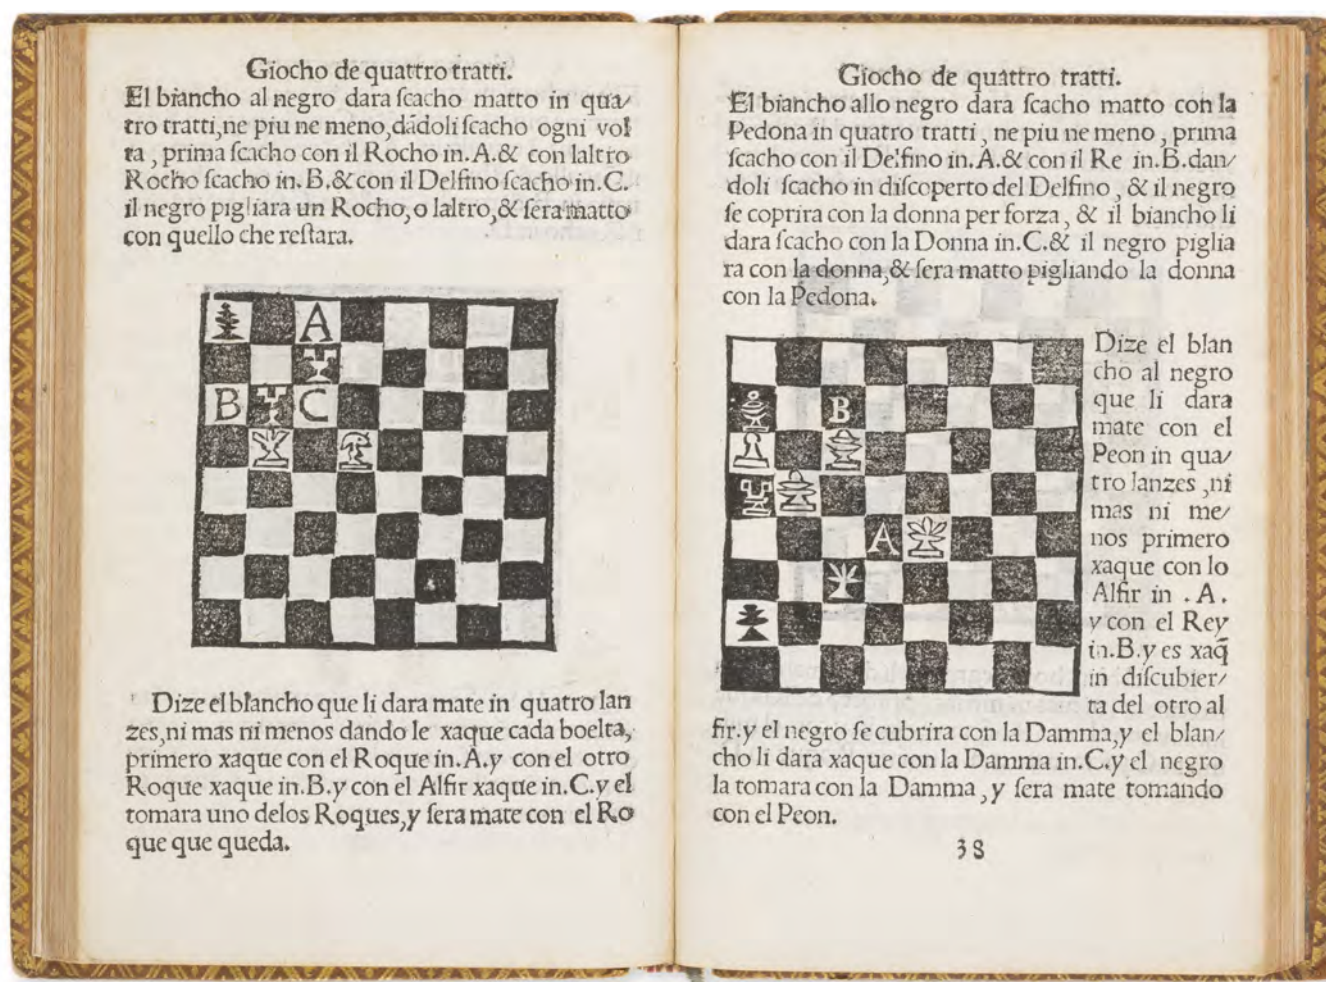 Giocho de quattro tratti.
El biancho al negro dara ſcacho matto in qua/
tro tratti,ne piu ne meno,dãdoli ſcacho ogni vol
ta , prima ſcacho con il Rocho in.A.& con laltro
Rocho ſcacho in.B.&con il Delfino ſcacho in.C.
il negro pigliara un Rocho,o laltro,& ſera matto
con quello che reſtara.
A
B C
Dize el blancho que li dara mate in quatro lan
zes,ni mas ni menos dando le xaque cada boelta,
primero xaque con el Roque in.A.y con el otro
Roque xaque in.B.y con el Alfir xaque in.C.y el
tomara uno delos Roques,y ſera mate con el Ro
que que queda.
Giocho de quattro tratti.
El biancho allo negro dara ſcacho matto con la
Pedona in quatro tratti , ne piu ne meno , prima
ſcacho con il Delfino in.A.& con il Re in.B.dan/
doli ſcacho in diſcoperto del Delfino , & il negro
ſe coprira con la donna per forza , & il biancho li
dara ſcacho con la Donna in.C.& il negro piglia
ra con la donna,& ſera matto pigliando la donna
con la Pedona.
B
A
Dize el blan
cho al negro
que li dara
mate con el
Peon in qua/
tro lanzes ,ni
mas ni me/
nos primero
xaque con lo
Alfir in . A .
y con el Rey
in.B.y es xaq̃
in diſcubier/
ta del otro al
fir.y el negro ſe cubrira con la Damma,y el blan/
cho li dara xaque con la Damma in.C.y el negro
la tomara con la Damma ,y ſera mate tomando
con el Peon.
38